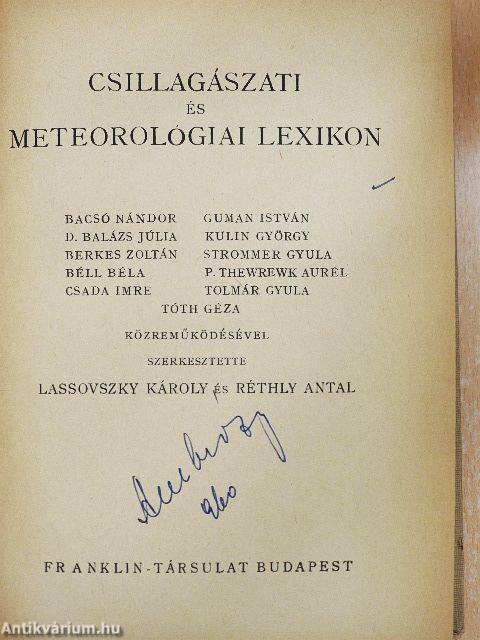 CSILLAGÁSZATI
ÉS
METEOROLÓGIAI LEXIKON
BACSÓ NÁNDOR GUMAN ISTVÁN
D. BALÁZS JÚLIA KULIN GYÖRGY
BERKES ZOLTÁN STROMMER GYULA
BÉLL BÉLA P. THEWREWK AURÉL
CSADA IMRE TOLMÁR GYULA
TÓTH GÉZA
KÖZREMŰKÖDÉSÉVEL
SZERKESZTETTE
LASSOVSZKY KÁROLY ÉS RÉTHLY ANTAL
FRANKLIN-TÁRSULAT BUDAPEST
Antikvárium.hu